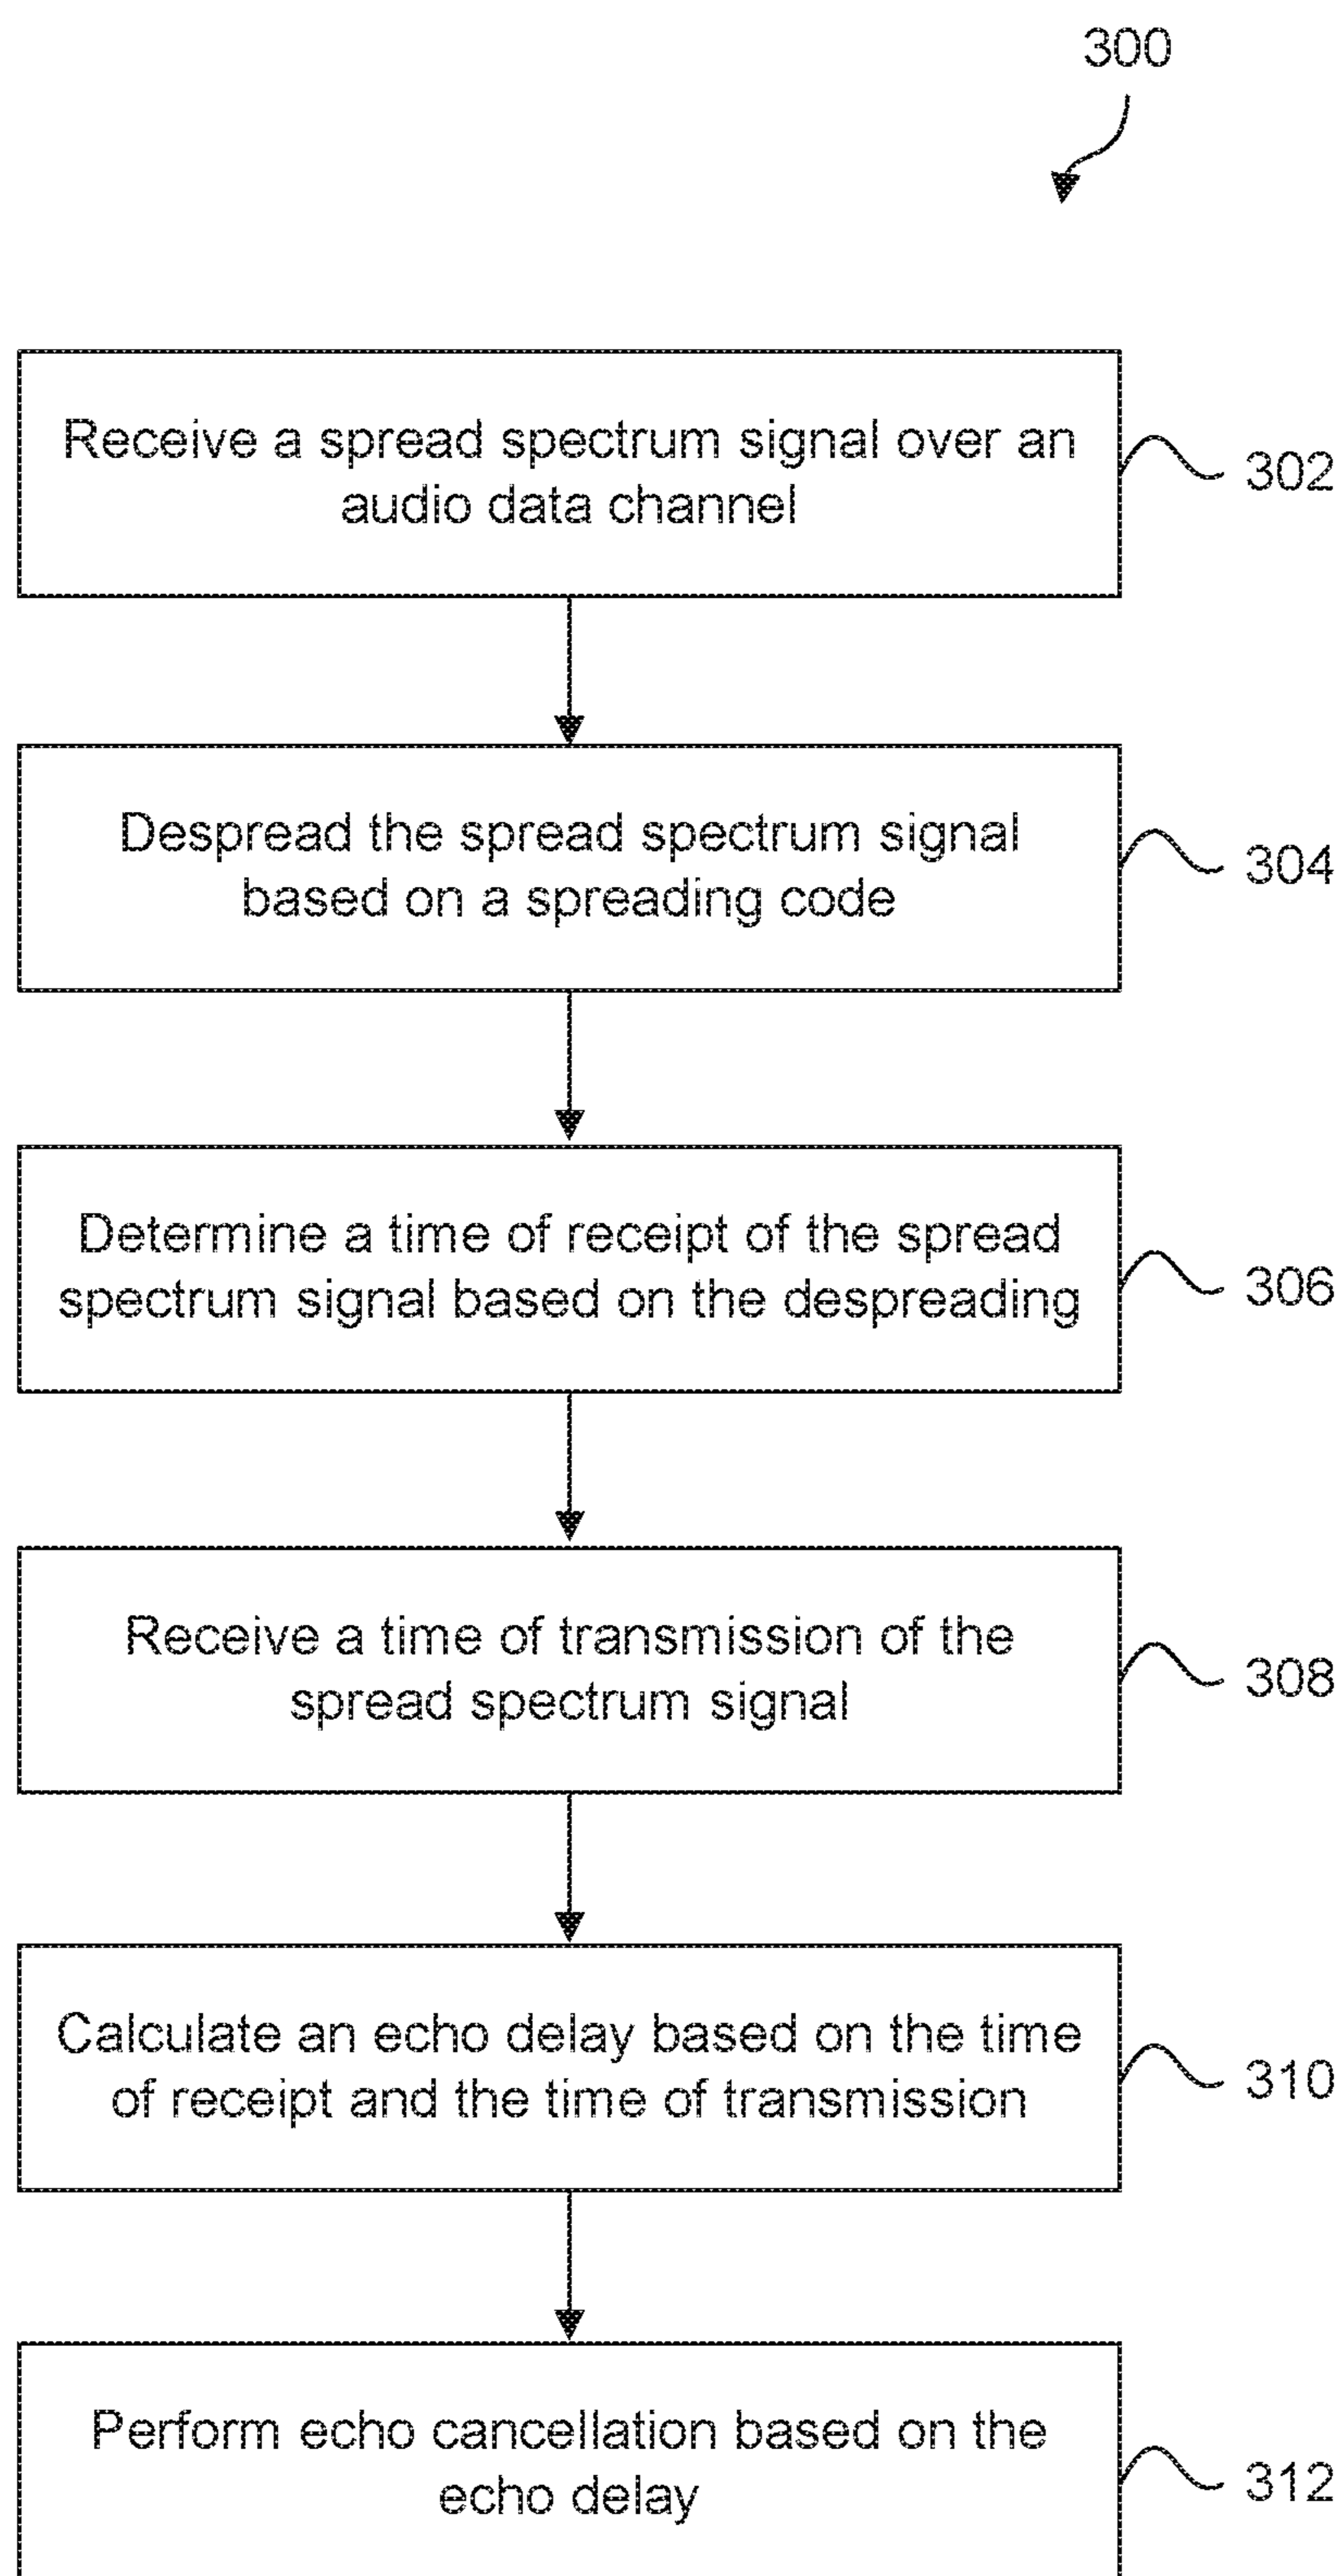 300
Receive a spread spectrum signal over an
audio data channel
302
Despread the spread spectrum signal
based on a spreading code
304
Determine a time of receipt of the spread
spectrum signal based on the despreading
306
Receive a time of transmission of the
spread spectrum signal
308
Calculate an echo delay based on the time
of receipt and the time of transmission
310
Perform echo cancellation based on the
echo delay
312